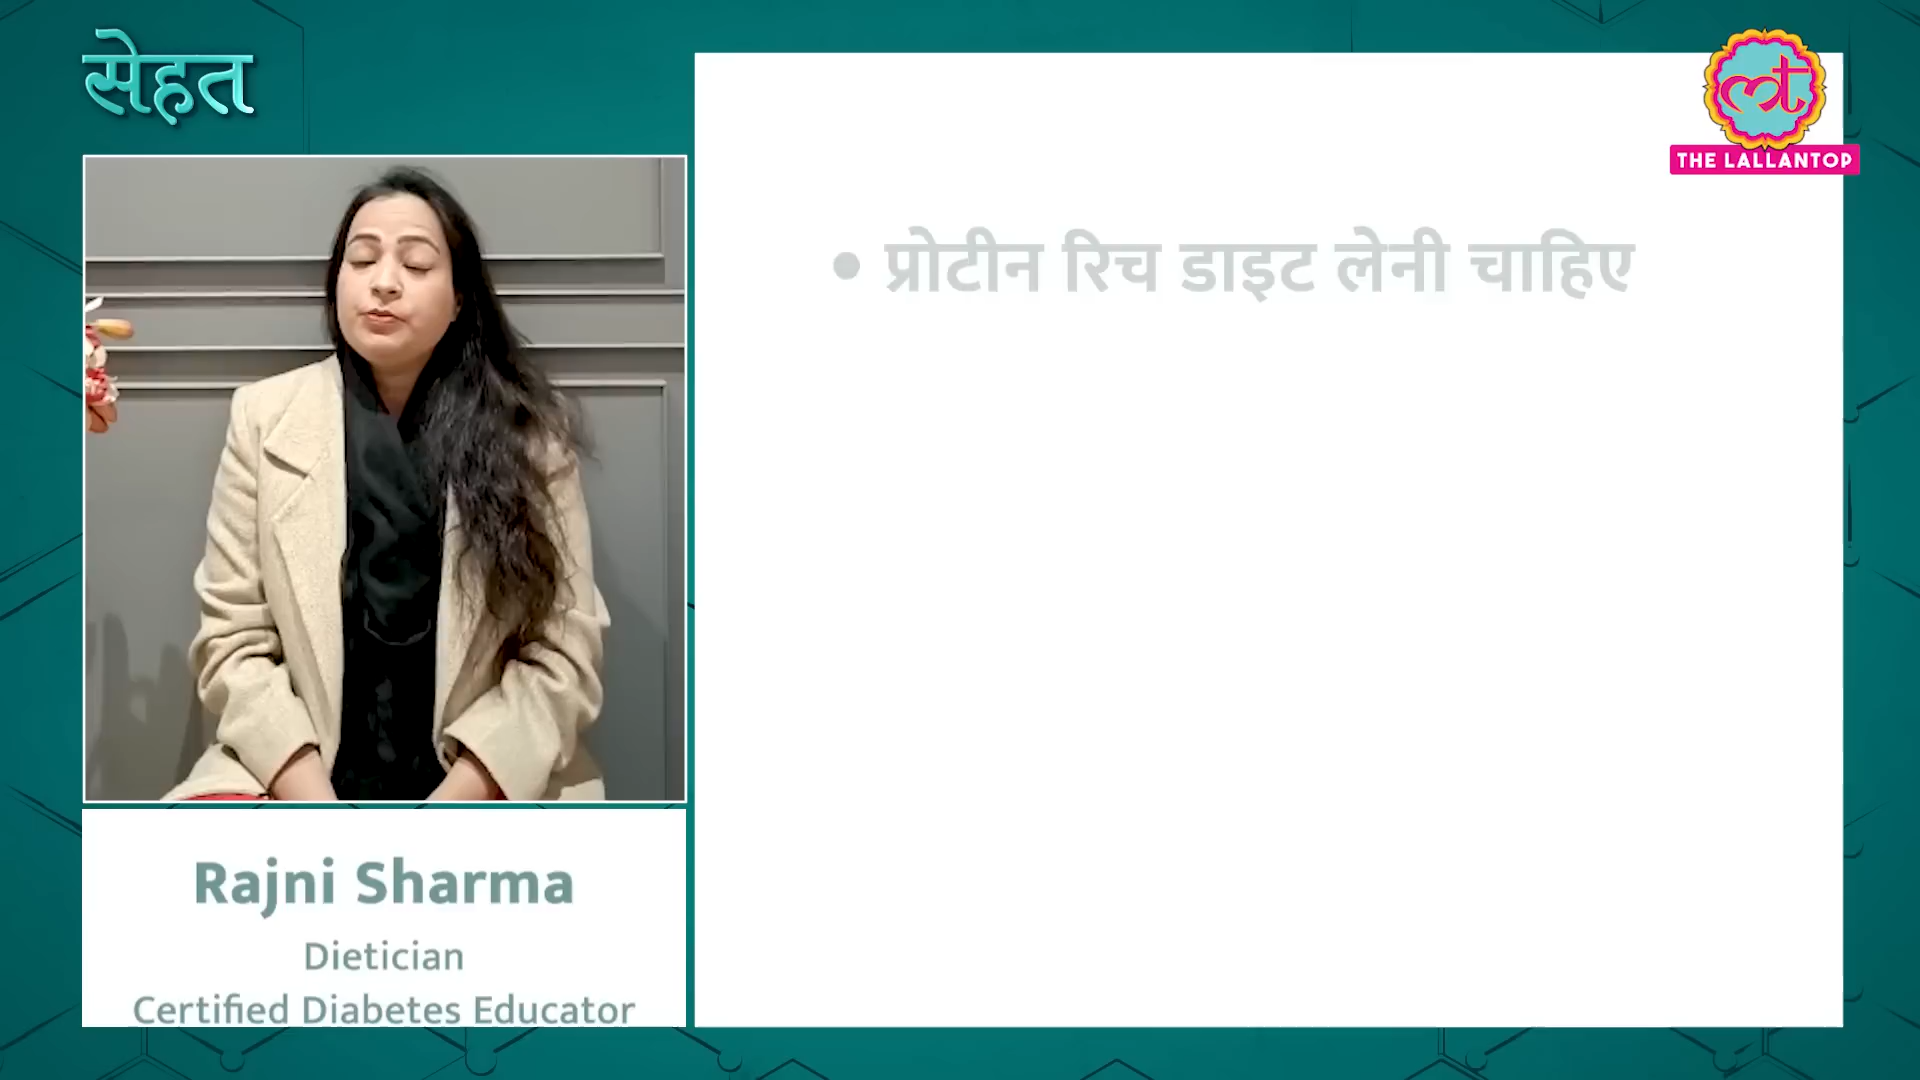 सेहत
THE LALLANTOP
• प्रोटीन रिच डाइट लेनी चाहिए
Rajni Sharma
Dietician
Certified Diabetes Educator